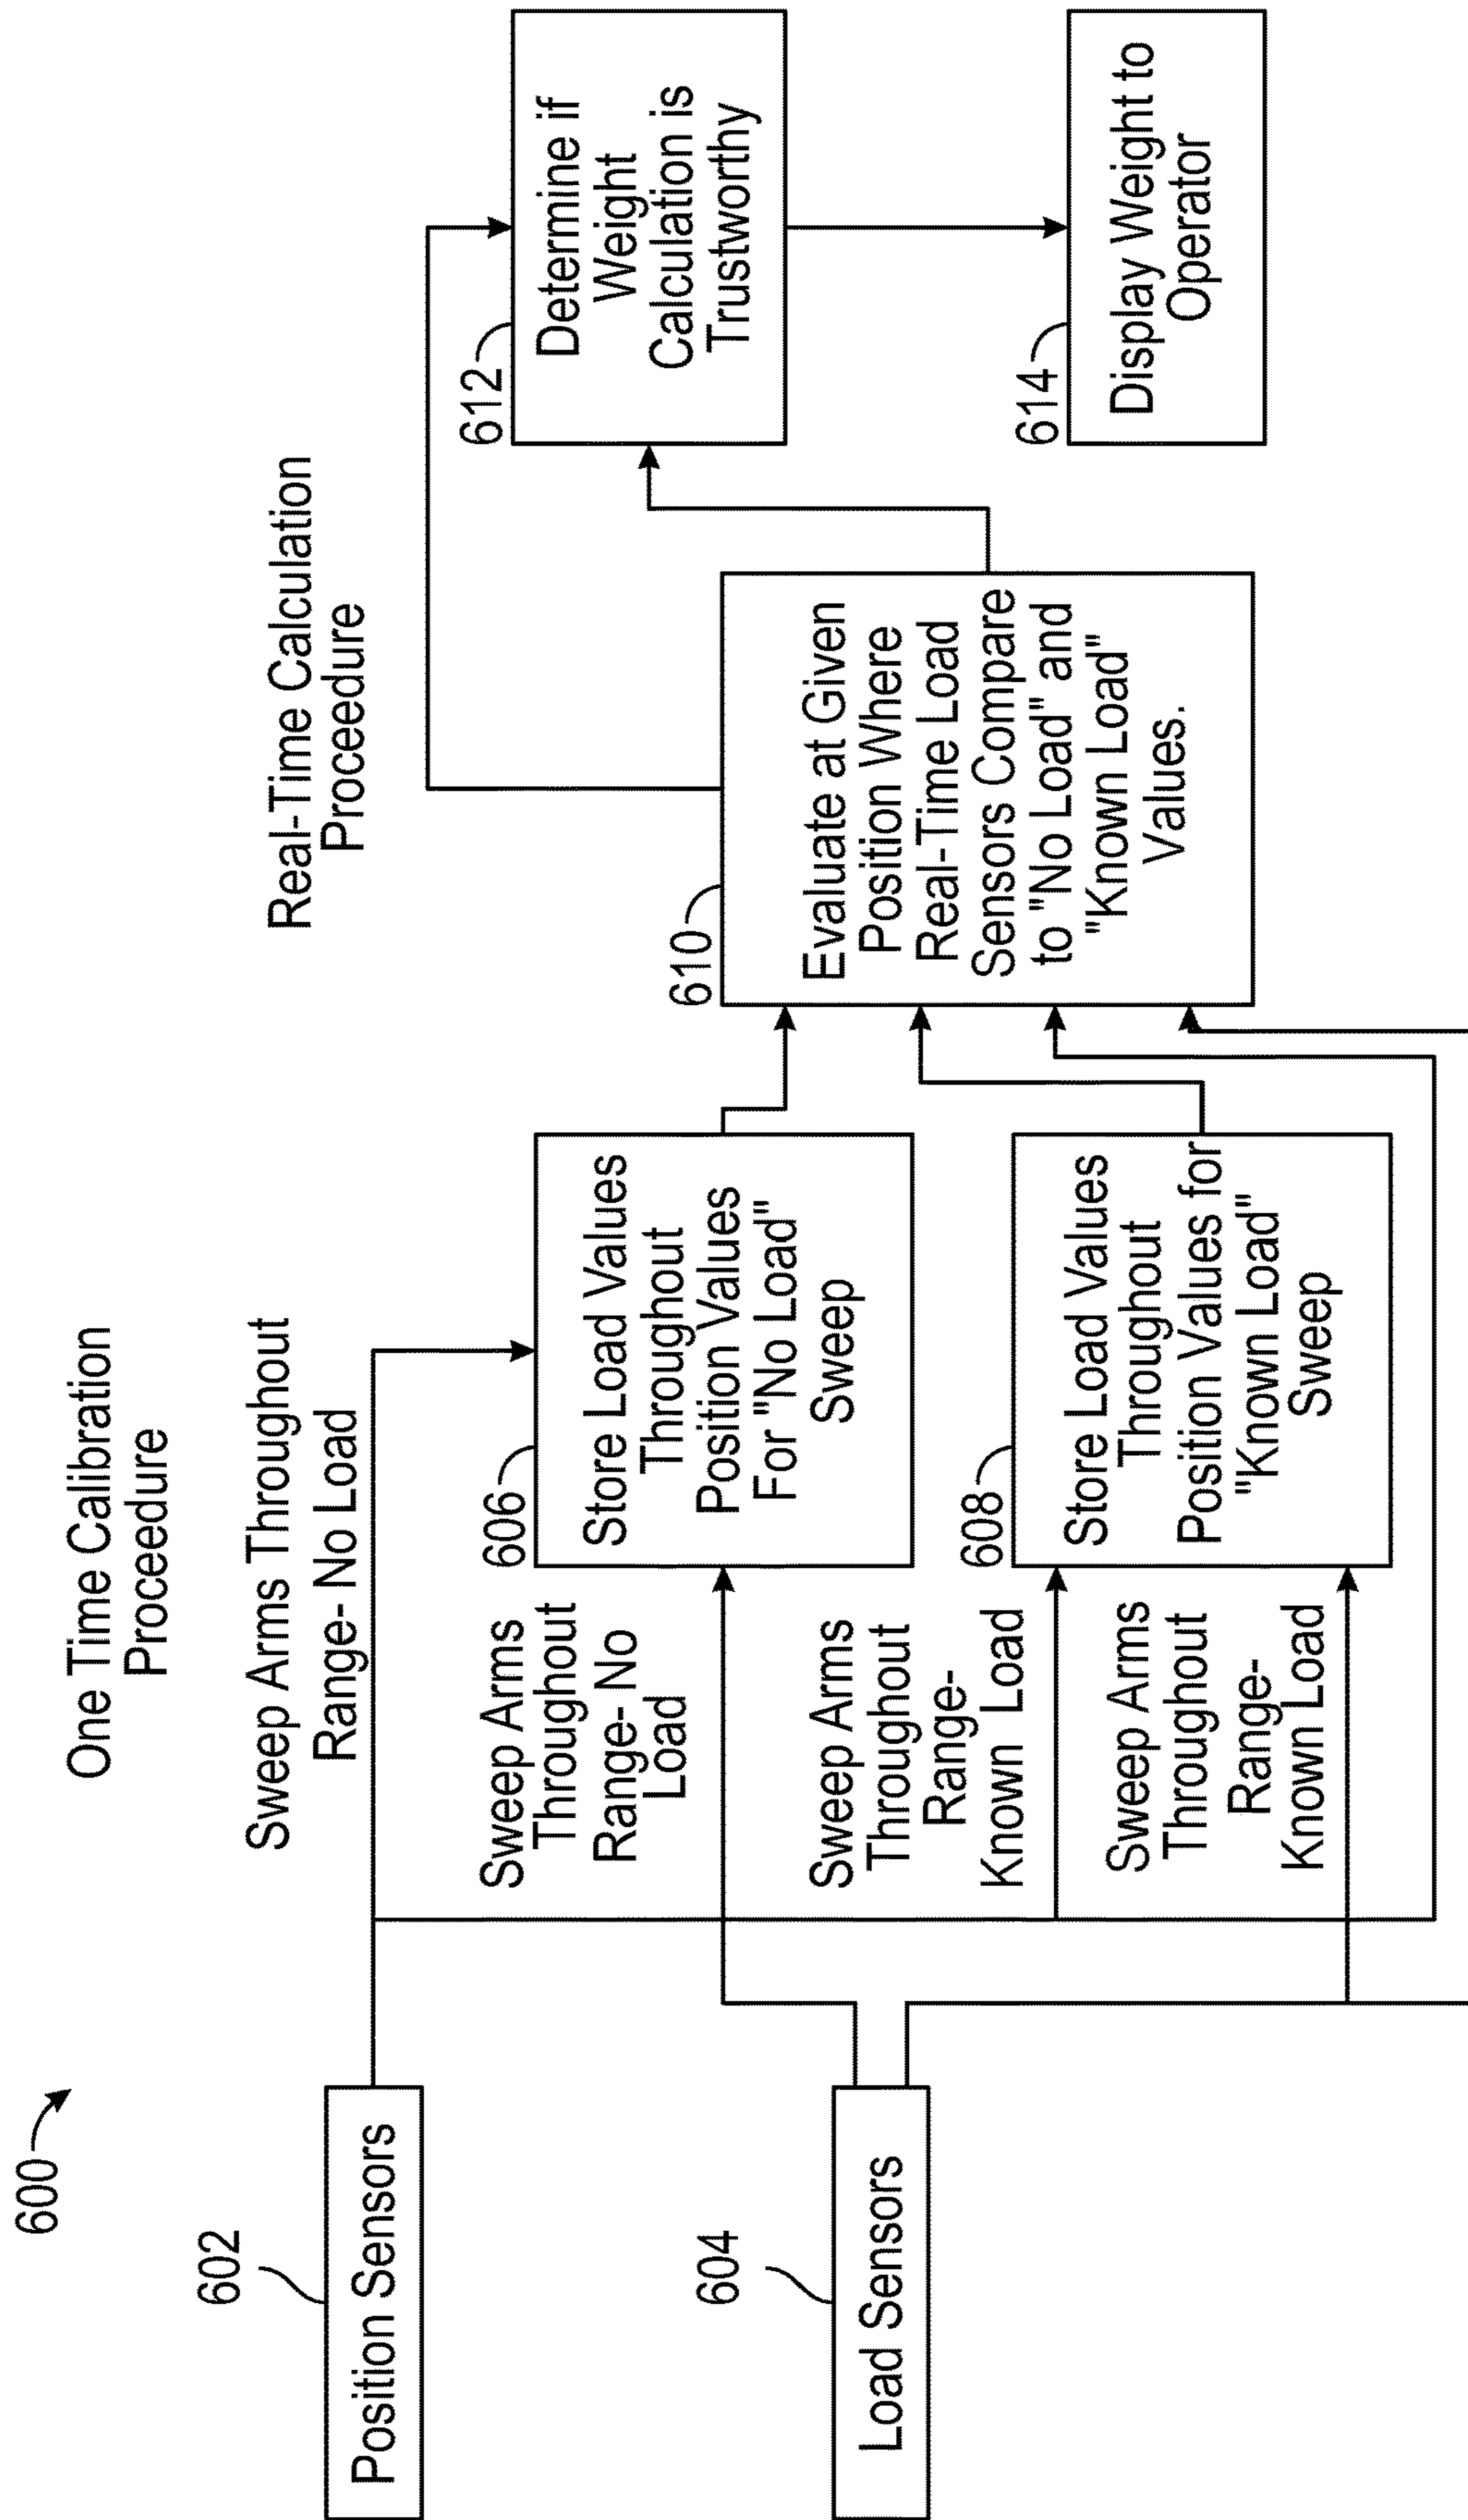 600
One Time Calibration
Proceedure
Real-Time Calculation
Proceedure
602
Position Sensors
Sweep Arms Throughout
Range- No Load
604
Load Sensors
Sweep Arms
Throughout
Range- No
Load
606
Store Load Values
Throughout
Position Values
For "No Load"
Sweep
Sweep Arms
Throughout
Range-
Known Load
Sweep Arms
Throughout
Range-
Known Load
608
Store Load Values
Throughout
Position Values for
"Known Load"
Sweep
610
Evaluate at Given
Position Where
Real-Time Load
Sensors Compare
to "No Load" and
"Known Load"
Values.
612
Determine if
Weight
Calculation is
Trustworthy
614
Display Weight to
Operator